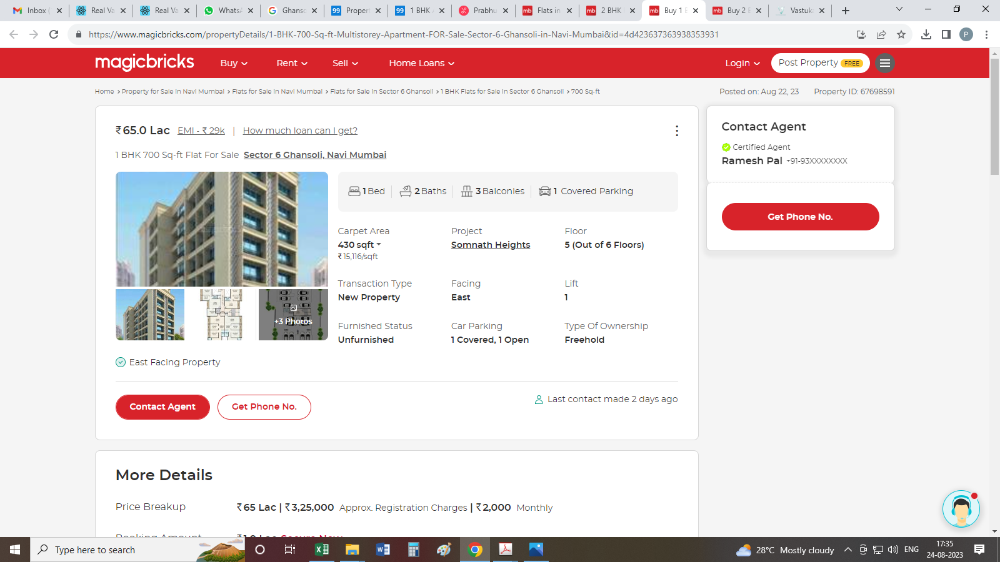 Inbox (
Real Va
Real Va
WhatsA
Ghanso
Proper
1 BHK A
Prabhu
Flats in
2 BHK
Buy 1 B
Buy 2 B
Vastuk
https://www.magicbricks.com/propertyDetails/1-BHK-700-Sq-ft-Multistorey-Apartment-FOR-Sale-Sector-6-Ghansoli-in-Navi-Mumbai&id=4d423637363938353931
P
magicbricks
Buy
Rent
Sell
Home Loans
Login
Post Property FREE
Home > Property for Sale in Navi Mumbai > Flats for Sale in Navi Mumbai > Flats for Sale in Sector 6 Ghansoli > 1 BHK Flats for Sale in Sector 6 Ghansoli > 700 Sq-ft
Posted on: Aug 22, 23 Property ID: 67698591
₹65.0 Lac EMI - ₹ 29k | How much loan can I get?
1 BHK 700 Sq-ft Flat For Sale Sector 6 Ghansoli, Navi Mumbai
1 Bed 2 Baths 3 Balconies 1 Covered Parking
Carpet Area Project Floor
430 sqft Somnath Heights 5 (Out of 6 Floors)
₹15,116/sqft
Transaction Type Facing Lift
New Property East 1
+3 Photos
Furnished Status Car Parking Type Of Ownership
Unfurnished 1 Covered, 1 Open Freehold
East Facing Property
Contact Agent
Get Phone No.
Last contact made 2 days ago
Contact Agent
Certified Agent
Ramesh Pal +91-93XXXXXXXX
Get Phone No.
More Details
Price Breakup ₹65 Lac | ₹3,25,000 Approx. Registration Charges | ₹2,000 Monthly
Booking Amount ₹1.0 Lac Secure Now
Type here to search
28°C Mostly cloudy
ENG
17:35
24-08-2023